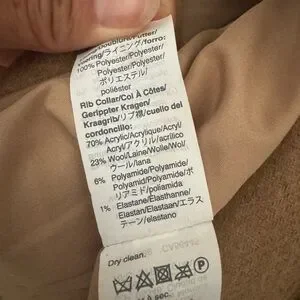 100% Polyester/Polyester/
Polyester/Polyester/
ポリエステル/
poliéster
Rib Collar/Col À Côtes/
Gerippter Kragen/
Kraagrib/リブ襟/cuello del
cordoncillo:
70% Acrylic/Acrylique/Acryl/
Acryl/アクリル/acrílico
23% Wool/Laine/Wolle/Wol/
ウール/lana
6% Polyamide/Polyamide/
Polyamid/Polyamide/ポ
リアミド/poliamida
1% Elastane/Elasthanne/
Elastan/Elastaan/エラス
テーン/elastano
Dry clean.
P
à sec.